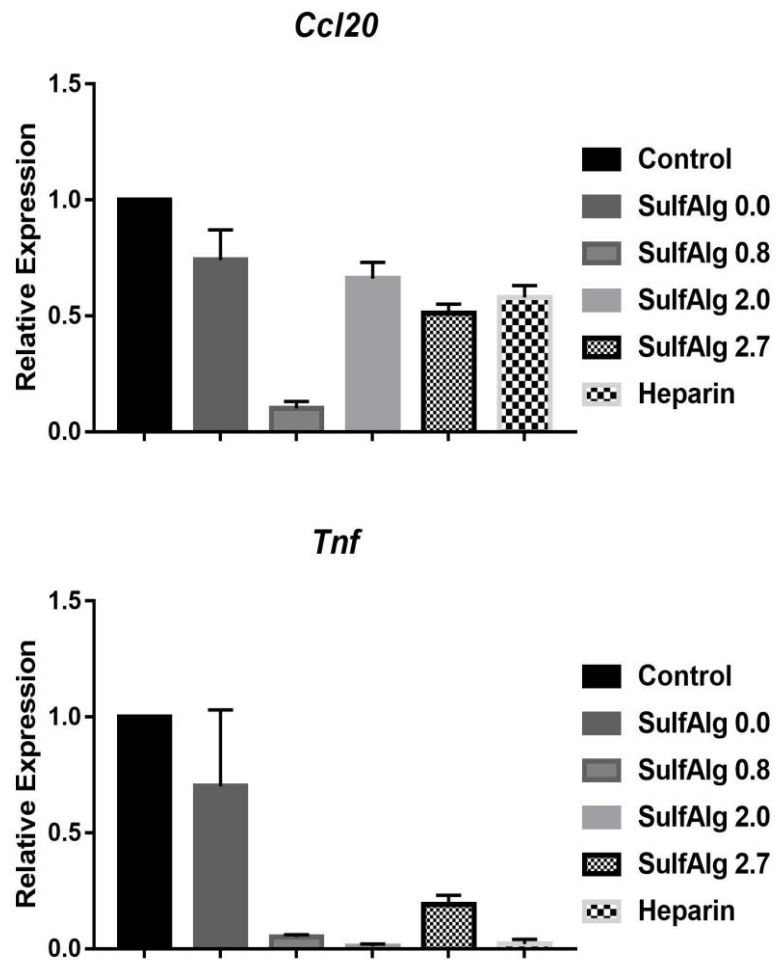 Ccl20
Relative Expression
1.5
1.0
0.5
0.0
Control
SulfAlg 0.0
SulfAlg 0.8
SulfAlg 2.0
SulfAlg 2.7
Heparin
Tnf
Relative Expression
1.5
1.0
0.5
0.0
Control
SulfAlg 0.0
SulfAlg 0.8
SulfAlg 2.0
SulfAlg 2.7
Heparin